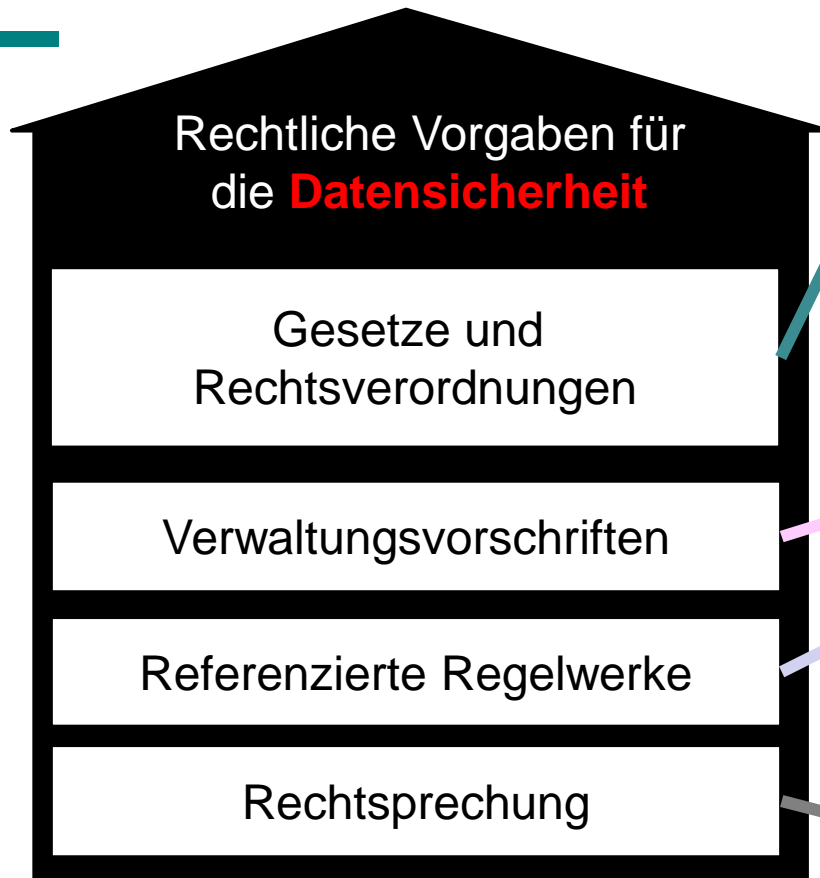 Rechtliche Vorgaben für
die Datensicherheit
Gesetze und
Rechtsverordnungen
Verwaltungsvorschriften
Referenzierte Regelwerke
Rechtsprechung